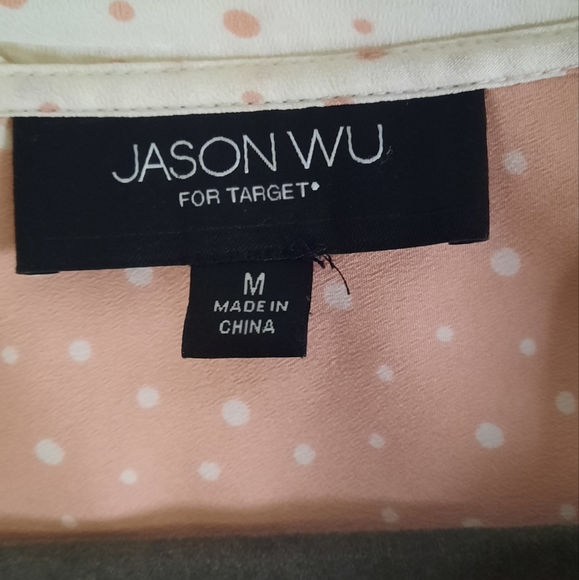 JASON WU
FOR TARGET
M
MADE IN
CHINA